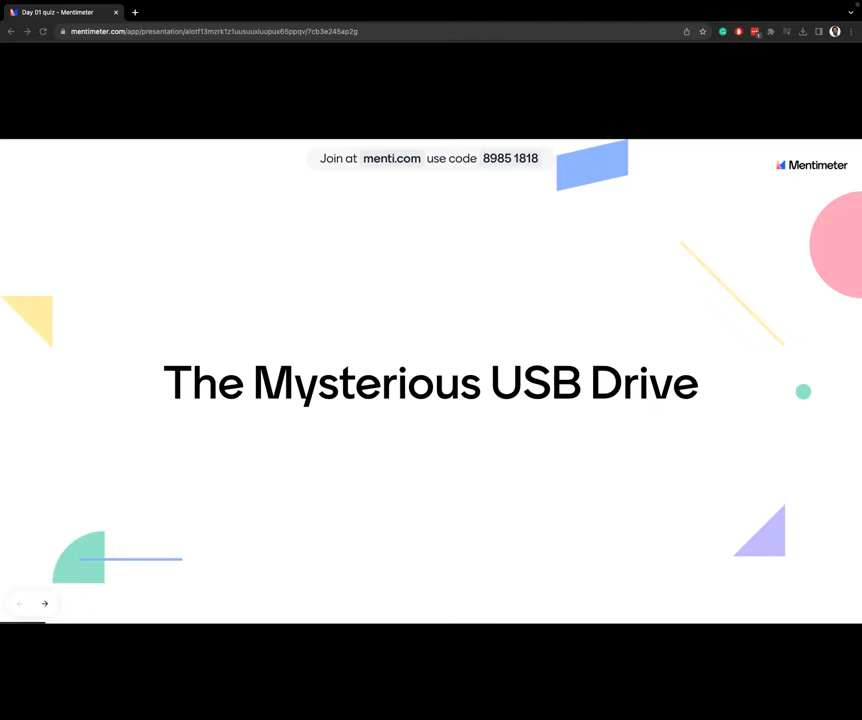 Day 01 quiz - Mentimeter
mentimeter.com/app/presentation/alotf13mzrk1z1uusuuxiuupux65ppqv/7cb3e245ap2g
Join at menti.com use code 8985 1818
Mentimeter
The Mysterious USB Drive